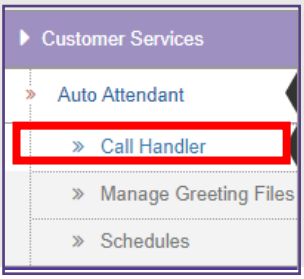 Customer Services
» Auto Attendant
» Call Handler
» Manage Greeting Files
» Schedules